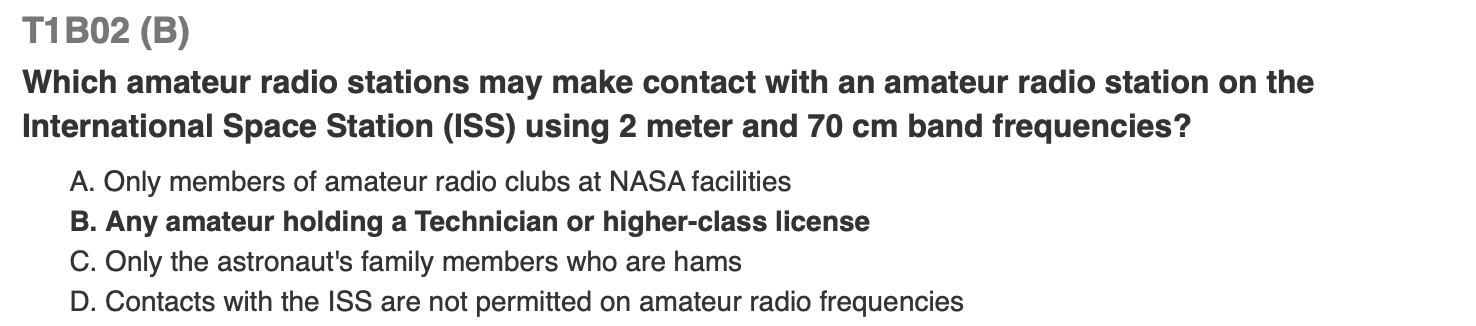 T1B02 (B)
Which amateur radio stations may make contact with an amateur radio station on the
International Space Station (ISS) using 2 meter and 70 cm band frequencies?
A. Only members of amateur radio clubs at NASA facilities
B. Any amateur holding a Technician or higher-class license
C. Only the astronaut's family members who are hams
D. Contacts with the ISS are not permitted on amateur radio frequencies